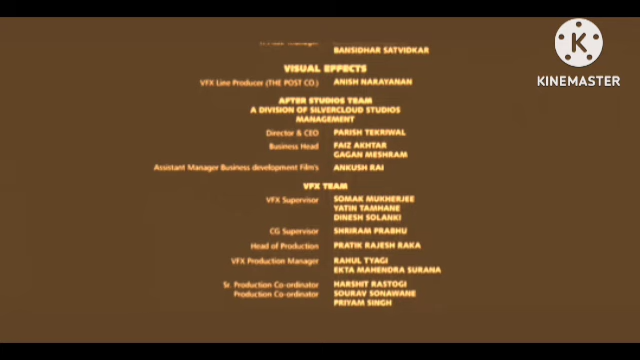 BANSIDHAR SATVIDKAR
VISUAL EFFECTS
VFX Line Producer (THE POST CO.) ANISH NARAYANAN
AFTER STUDIOS TEAM
A DIVISION OF SILVERCLOUD STUDIOS
MANAGEMENT
Director & CEO PARISH TEKRIWAL
Business Head FAIZ AKHTAR
GAGAN MESHRAM
Assistant Manager Business development Film's ANKUSH RAI
VFX TEAM
VFX Supervisor SOMAK MUKHERJEE
YATIN TAMHANE
DINESH SOLANKI
CG Supervisor SHRIRAM PRABHU
Head of Production PRATIK RAJESH RAKA
VFX Production Manager RAHUL TYAGI
EKTA MAHENDRA SURANA
Sr. Production Co-ordinator HARSHIT RASTOGI
Production Co-ordinator SOURAV SONAWANE
PRIYAM SINGH
K
KINEMASTER